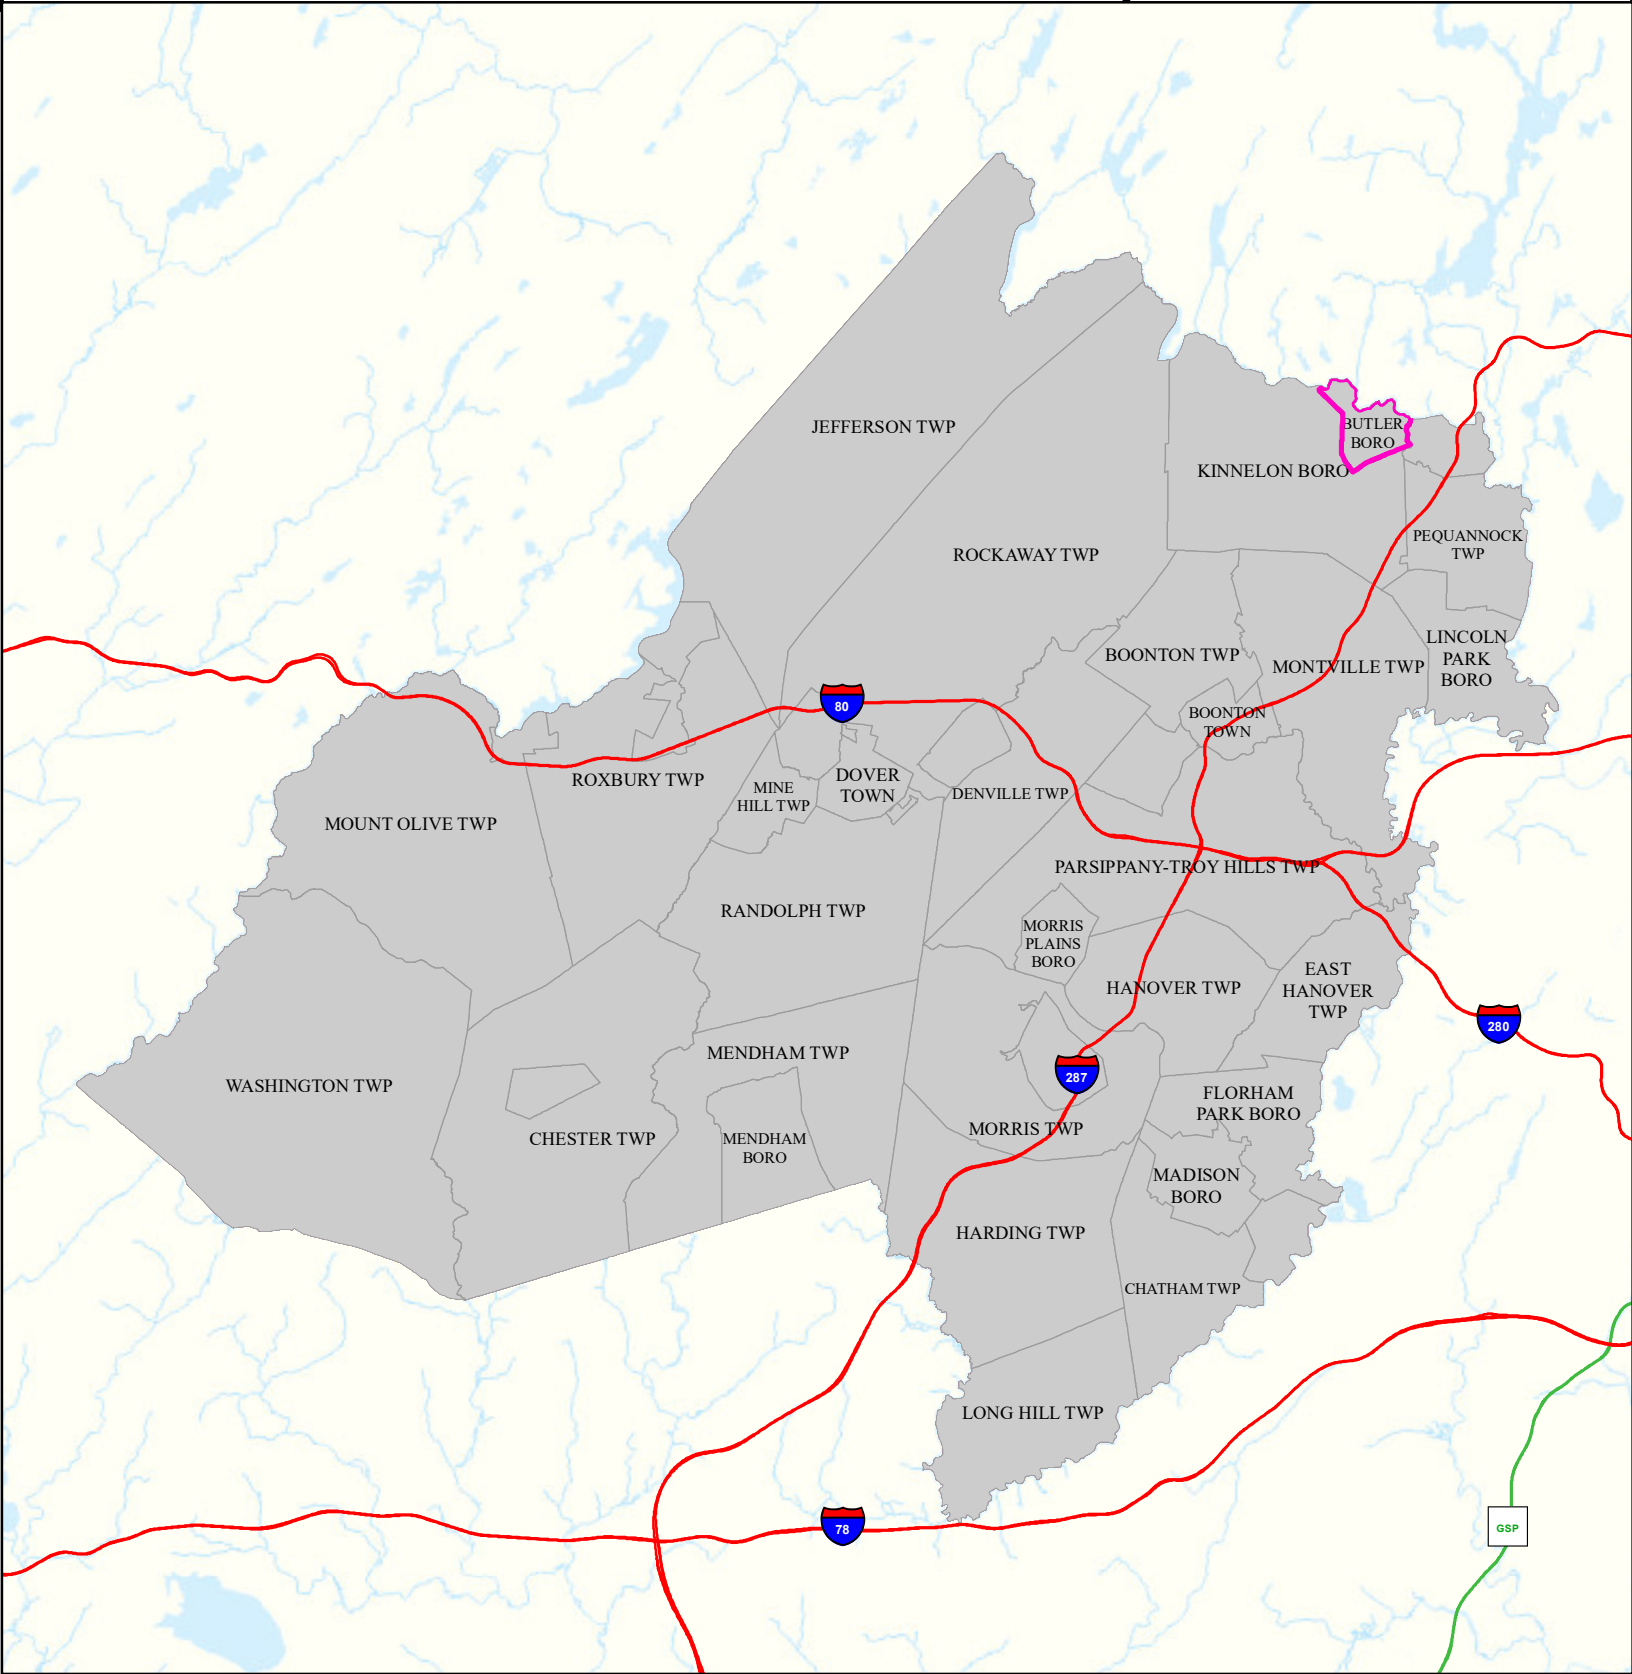 JEFFERSON TWP
BUTLER
BORO
KINNELON BORO
ROCKAWAY TWP
PEQUANNOCK
TWP
LINCOLN
PARK
BORO
BOONTON TWP
MONTVILLE TWP
80
BOONTON
TOWN
ROXBURY TWP
MINE
HILL TWP
DOVER
TOWN
DENVILLE TWP
MOUNT OLIVE TWP
PARSIPPANY-TROY HILLS TWP
RANDOLPH TWP
MORRIS
PLAINS
BORO
HANOVER TWP
EAST
HANOVER
TWP
280
MENDHAM TWP
287
WASHINGTON TWP
FLORHAM
PARK BORO
CHESTER TWP
MENDHAM
BORO
MORRIS TWP
MADISON
BORO
HARDING TWP
CHATHAM TWP
LONG HILL TWP
78
GSP